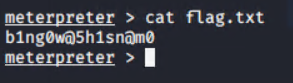 meterpreter > cat flag.txt
b1ng0w@5h1sn@m0
meterpreter >